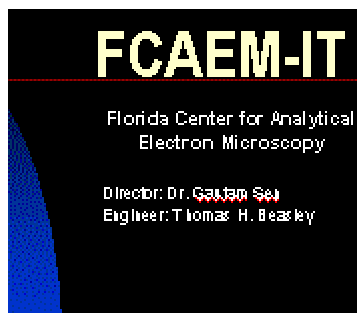 FCAEM-IT
Florida Center for Analytical
Electron Microscopy
Director: Dr. Gautam Sen
Engineer: Thomas H. Beasley